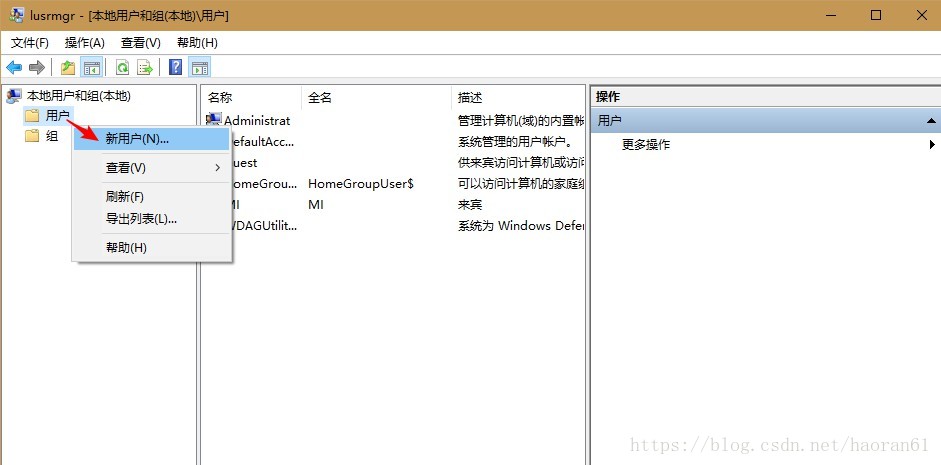 lusrmgr - [本地用户和组(本地)\用户]
文件(F) 操作(A) 查看(V) 帮助(H)
本地用户和组(本地)
用户
组
新用户(N)...
查看(V)
刷新(F)
导出列表(L)...
帮助(H)
名称 全名 描述
Administrat 管理计算机(域)的内置帐
DefaultAcc... 系统管理的用户帐户。
Guest 供来宾访问计算机或访问
HomeGrou... HomeGroupUser$ 可以访问计算机的家庭组
MI MI 来宾
WDAGUtilit... 系统为 Windows Defen
操作
用户
更多操作
https://blog.csdn.net/haoran61